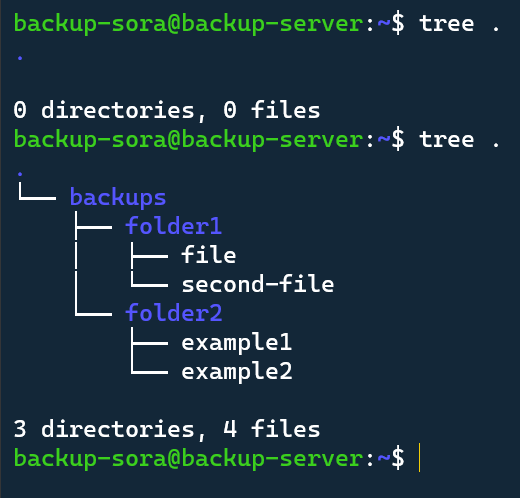 backup-sora@backup-server:~$ tree .
.
0 directories, 0 files
backup-sora@backup-server:~$ tree .
.
└── backups
    ├── folder1
    │   ├── file
    │   └── second-file
    └── folder2
        ├── example1
        └── example2
3 directories, 4 files
backup-sora@backup-server:~$